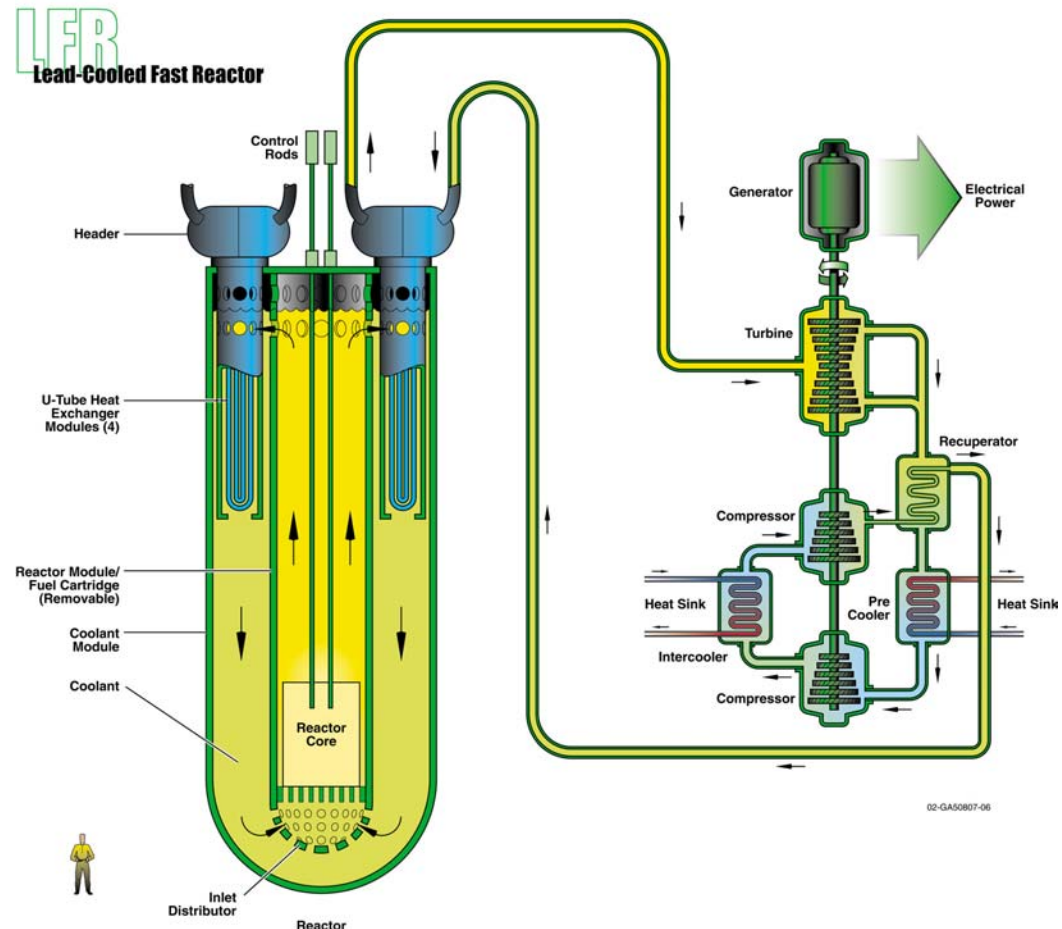 LFR
Lead-Cooled Fast Reactor
Control
Rods
Header
U-Tube Heat
Exchanger
Modules (4)
Reactor Module/
Fuel Cartridge
(Removable)
Coolant
Module
Coolant
Reactor
Core
Inlet
Distributor
Reactor
Generator
Electrical
Power
Turbine
Recuperator
Compressor
Heat Sink
Pre
Cooler
Heat Sink
Intercooler
Compressor
02-GA50807-06